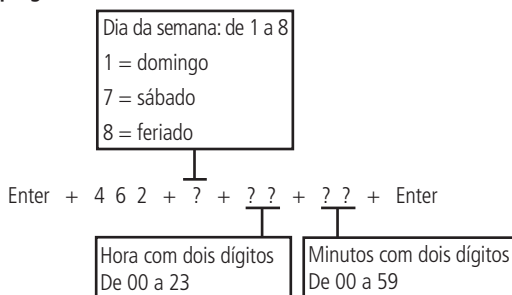 Dia da semana: de 1 a 8
1 = domingo
7 = sábado
8 = feriado
Enter + 4 6 2 + ? + ? ? + ? ? + Enter
Hora com dois dígitos
De 00 a 23
Minutos com dois dígitos
De 00 a 59